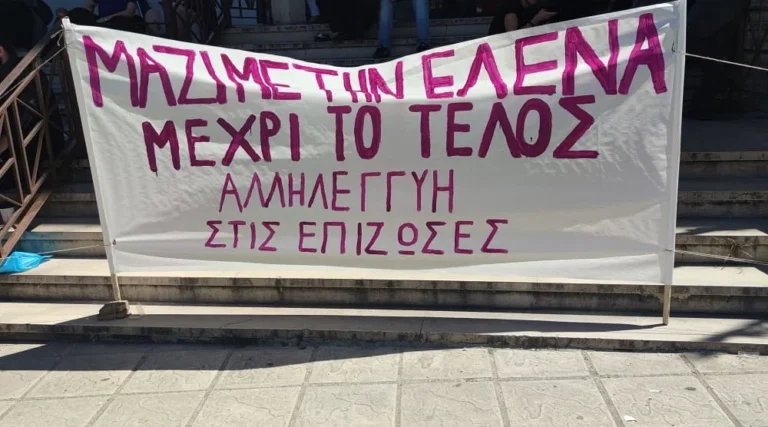 ΜΑΖΙ ΜΕ ΤΗΝ ΕΛΕΝΑ
ΜΕΧΡΙ ΤΟ ΤΕΛΟΣ
ΑΛΛΗΛΕΓΓΥΗ
ΣΤΙΣ ΕΠΙΖΩΣΕΣ